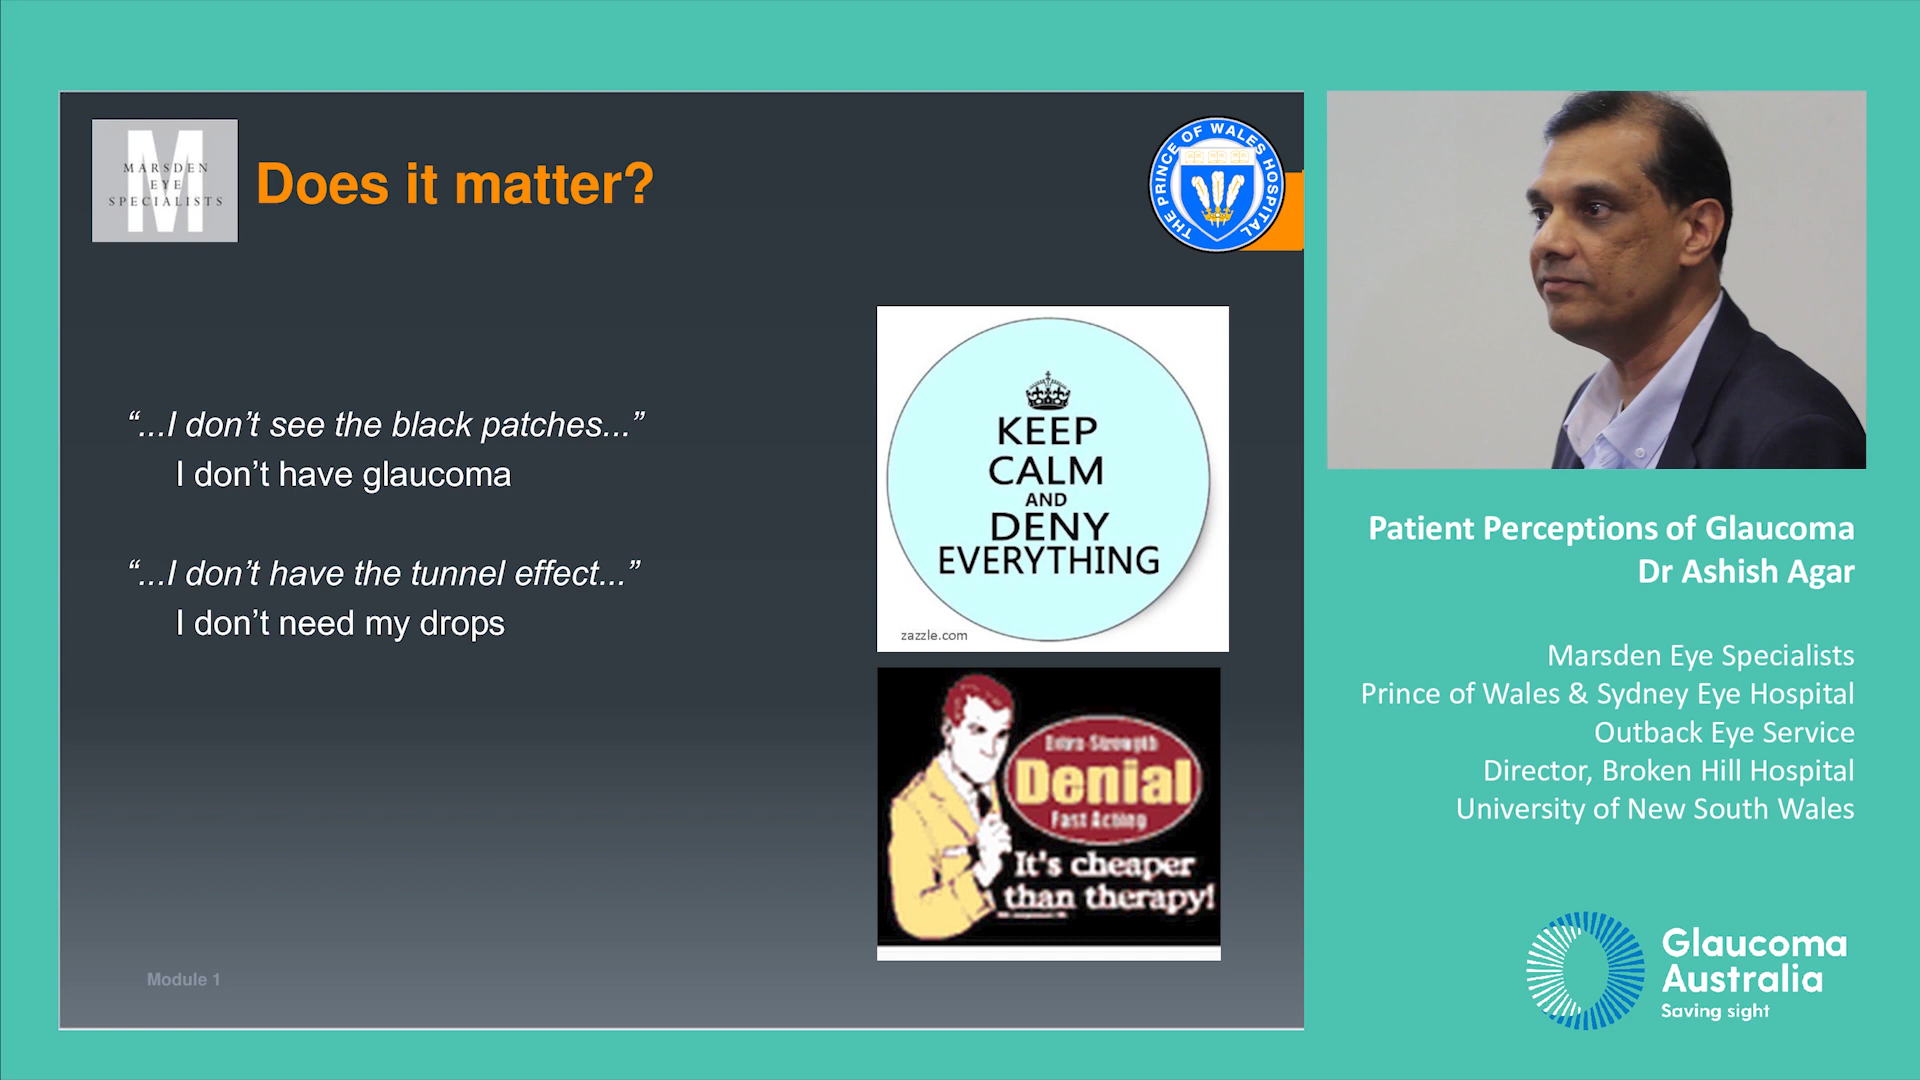 MARSDEN
EYE
SPECIALISTS
Does it matter?
THE PRINCE OF WALES HOSPITAL
“...I don’t see the black patches...”
I don’t have glaucoma
“...I don’t have the tunnel effect...”
I don’t need my drops
KEEP
CALM
AND
DENY
EVERYTHING
zazzle.com
Extra-Strength
Denial
Fast Acting
It's cheaper
than therapy!
Module 1
Patient Perceptions of Glaucoma
Dr Ashish Agar
Marsden Eye Specialists
Prince of Wales & Sydney Eye Hospital
Outback Eye Service
Director, Broken Hill Hospital
University of New South Wales
Glaucoma
Australia
Saving sight